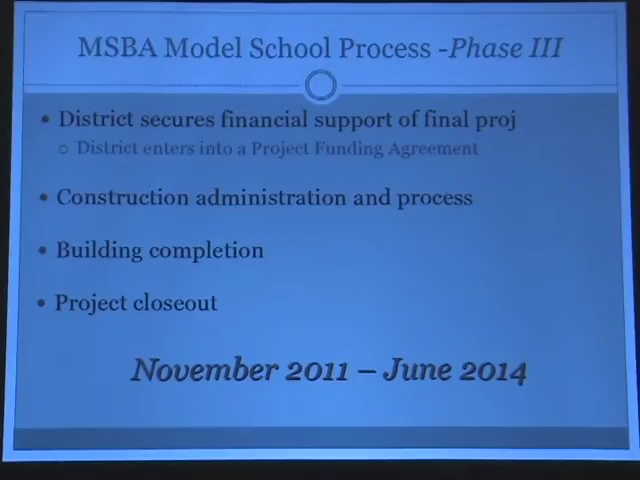 MSBA Model School Process -Phase III
• District secures financial support of final proj
○ District enters into a Project Funding Agreement
• Construction administration and process
• Building completion
• Project closeout
November 2011 – June 2014